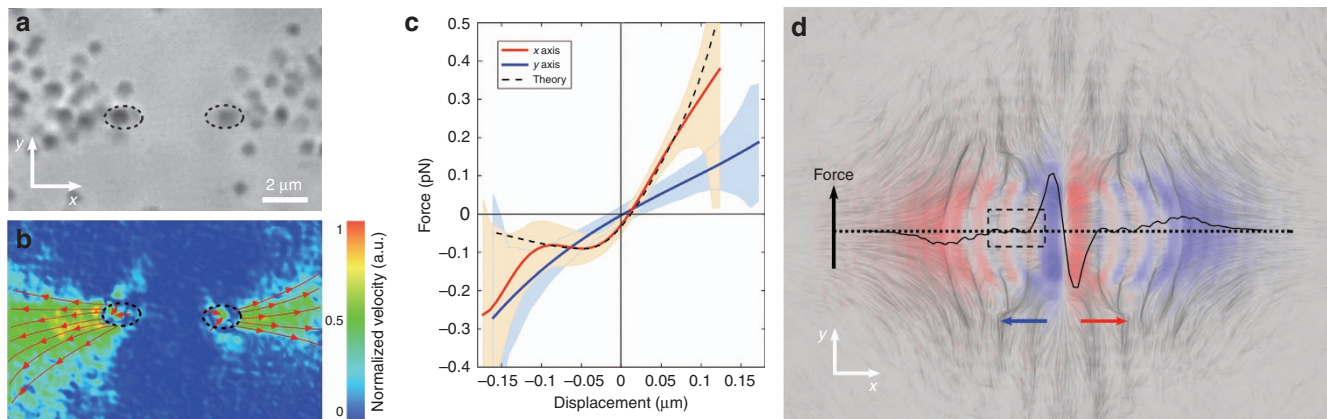 a
y
x
2 μm
b
1
0.5
0
Normalized velocity (a.u.)
c
0.5
0.4
0.3
0.2
0.1
0
−0.1
−0.2
−0.3
−0.4
Force (pN)
x axis
y axis
Theory
−0.15 −0.1 −0.05 0 0.05 0.1 0.15
Displacement (μm)
d
Force
y
x